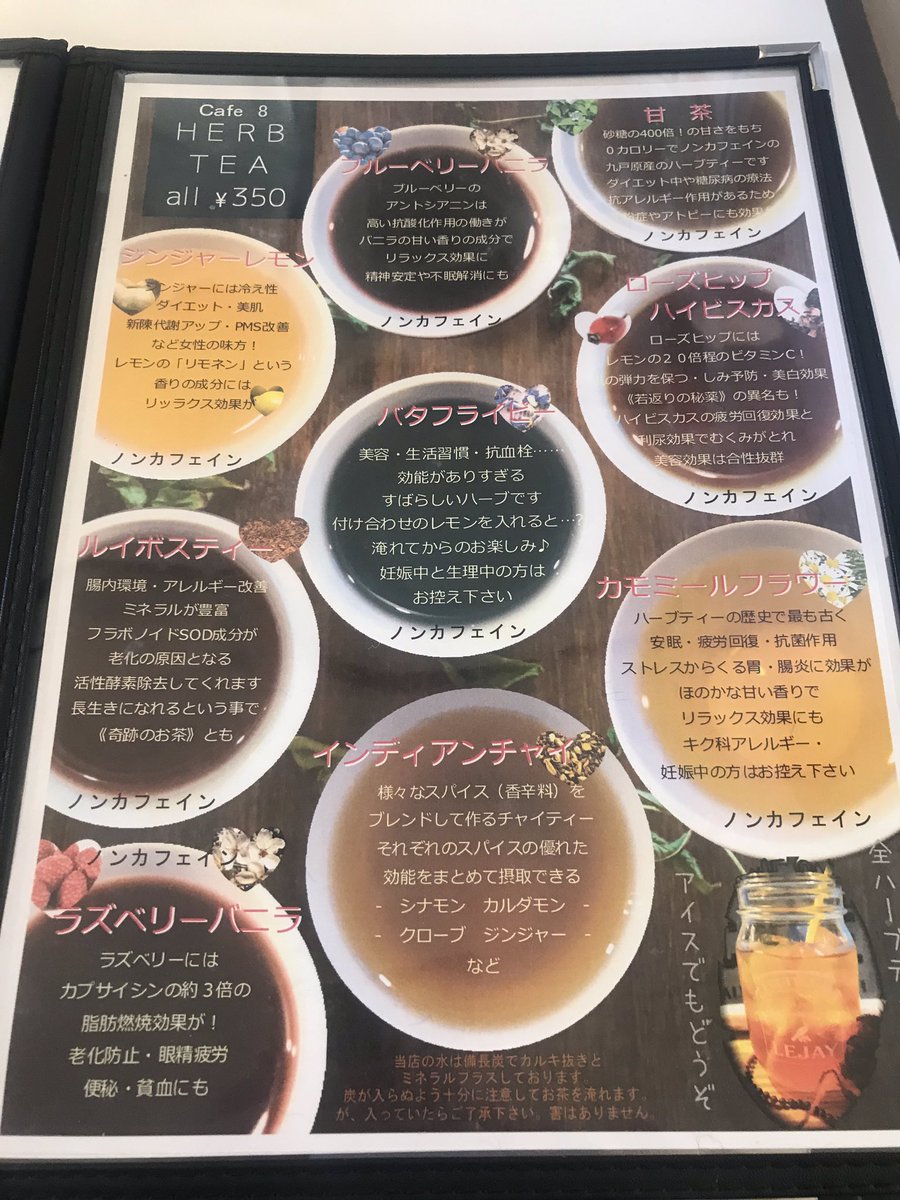 Cafe 8
HERB
TEA
all ¥350
ブルーベリーバニラ
ブルーベリーの
アントシアニンは
高い抗酸化作用の働きが
バニラの甘い香りの成分で
リラックス効果に
精神安定や不眠解消にも
ノンカフェイン
甘茶
砂糖の400倍！の甘さをもち
０カロリーでノンカフェインの
九戸原産のハーブティーです
ダイエット中や糖尿病の療法
抗アレルギー作用があるため
症やアトピーにも効果
ノンカフェイン
ジンジャーレモン
ンジャーには冷え性
ダイエット・美肌
新陳代謝アップ・PMS改善
など女性の味方！
レモンの「リモネン」という
香りの成分には
リッラクス効果が
ノンカフェイン
ローズヒップ
ハイビスカス
ローズヒップには
レモンの２０倍程のビタミンC！
の弾力を保つ・しみ予防・美白効果
《若返りの秘薬》の異名も！
ハイビスカスの疲労回復効果と
利尿効果でむくみがとれ
美容効果は合性抜群
ノンカフェイン
バタフライピー
美容・生活習慣・抗血栓……
効能がありすぎる
すばらしいハーブです
付け合わせのレモンを入れると…?
淹れてからのお楽しみ♪
妊娠中と生理中の方は
お控え下さい
ノンカフェイン
ルイボスティー
腸内環境・アレルギー改善
ミネラルが豊富
フラボノイドSOD成分が
老化の原因となる
活性酵素除去してくれます
長生きになれるという事で
《奇跡のお茶》とも
ノンカフェイン
カモミールフラワー
ハーブティーの歴史で最も古く
安眠・疲労回復・抗菌作用
ストレスからくる胃・腸炎に効果が
ほのかな甘い香りで
リラックス効果にも
キク科アレルギー・
妊娠中の方はお控え下さい
ノンカフェイン
インディアンチャイ
様々なスパイス（香辛料）を
ブレンドして作るチャイティー
それぞれのスパイスの優れた
効能をまとめて摂取できる
- シナモン カルダモン -
- クローブ ジンジャー -
など
ノンカフェイン
ラズベリーバニラ
ラズベリーには
カプサイシンの約３倍の
脂肪燃焼効果が！
老化防止・眼精疲労
便秘・貧血にも
全ハーブテ
アイスでもどうぞ
LEJAY
当店の水は備長炭でカルキ抜きと
ミネラルプラスしております。
炭が入らぬよう十分に注意してお茶を淹れます。
が、入っていたらご了承下さい。害はありません。